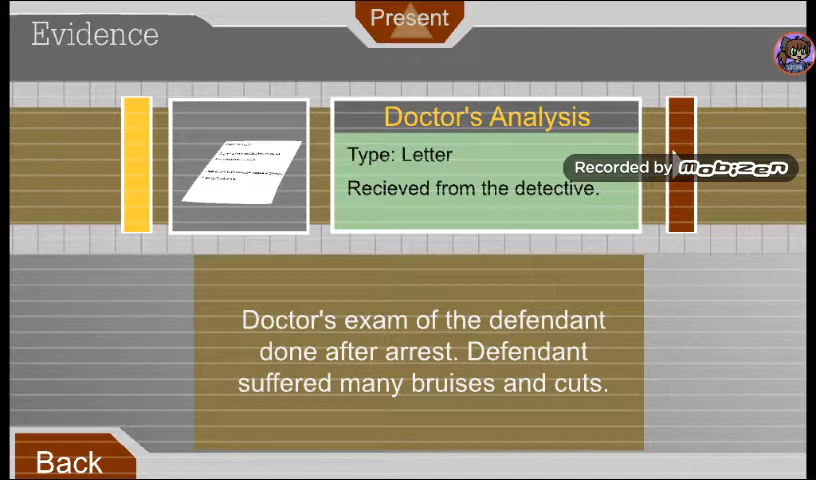 Present
Evidence
Doctor's Analysis
Type: Letter
Recorded by mobizen
Recieved from the detective.
Doctor's exam of the defendant
done after arrest. Defendant
suffered many bruises and cuts.
Back